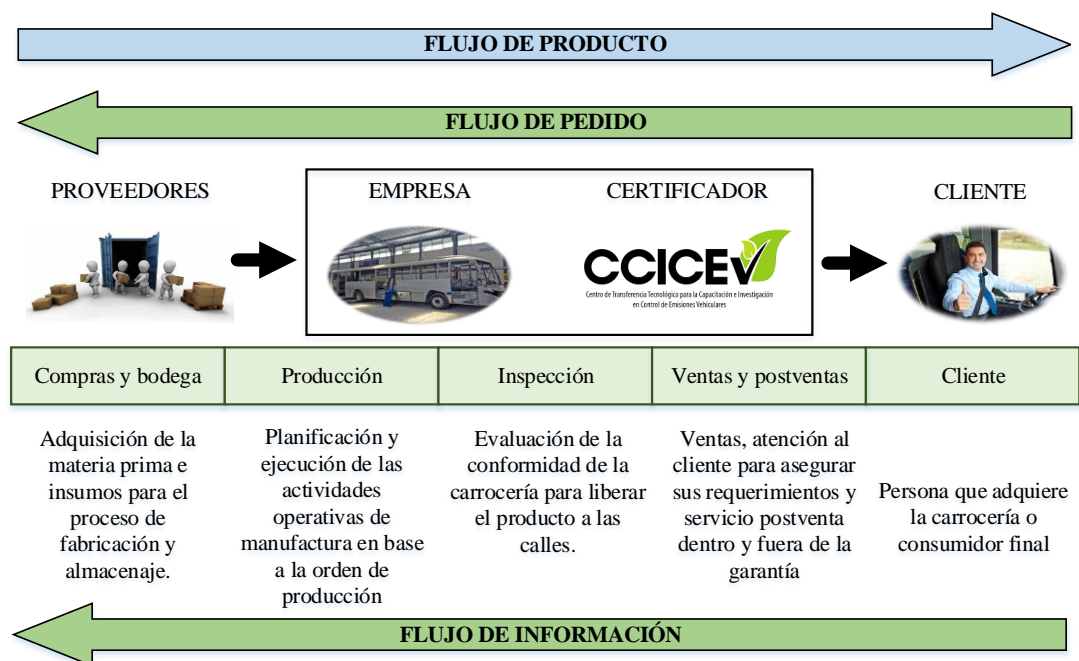 FLUJO DE PRODUCTO
FLUJO DE PEDIDO
PROVEEDORES
EMPRESA
CERTIFICADOR
CLIENTE
CCICEV
Centro de Transferencia Tecnológica para la Capacitación e Investigación
en Control de Emisiones Vehiculares
Compras y bodega
Producción
Inspección
Ventas y postventas
Cliente
Adquisición de la
materia prima e
insumos para el
proceso de
fabricación y
almacenaje.
Planificación y
ejecución de las
actividades
operativas de
manufactura en base
a la orden de
producción
Evaluación de la
conformidad de la
carrocería para liberar
el producto a las
calles.
Ventas, atención al
cliente para asegurar
sus requerimientos y
servicio postventa
dentro y fuera de la
garantía
Persona que adquiere
la carrocería o
consumidor final
FLUJO DE INFORMACIÓN